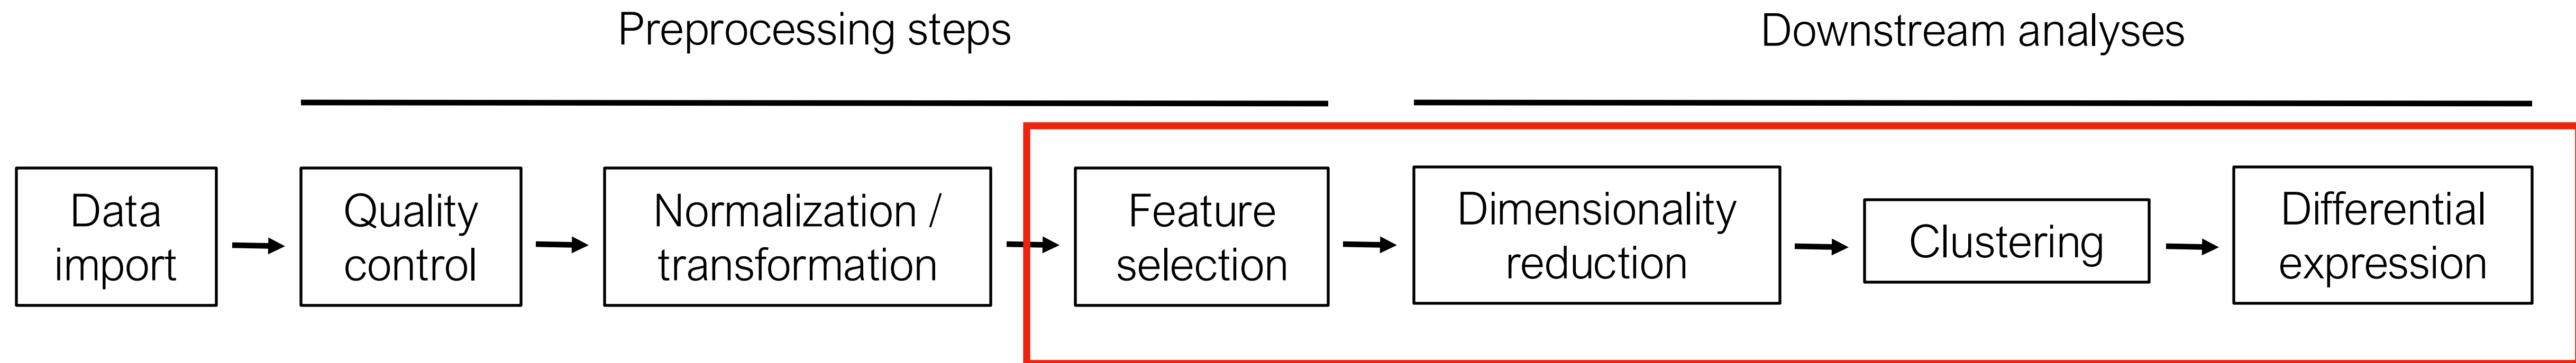 Preprocessing steps
Downstream analyses
Data
import
Quality
control
Normalization /
transformation
Feature
selection
Dimensionality
reduction
Clustering
Differential
expression